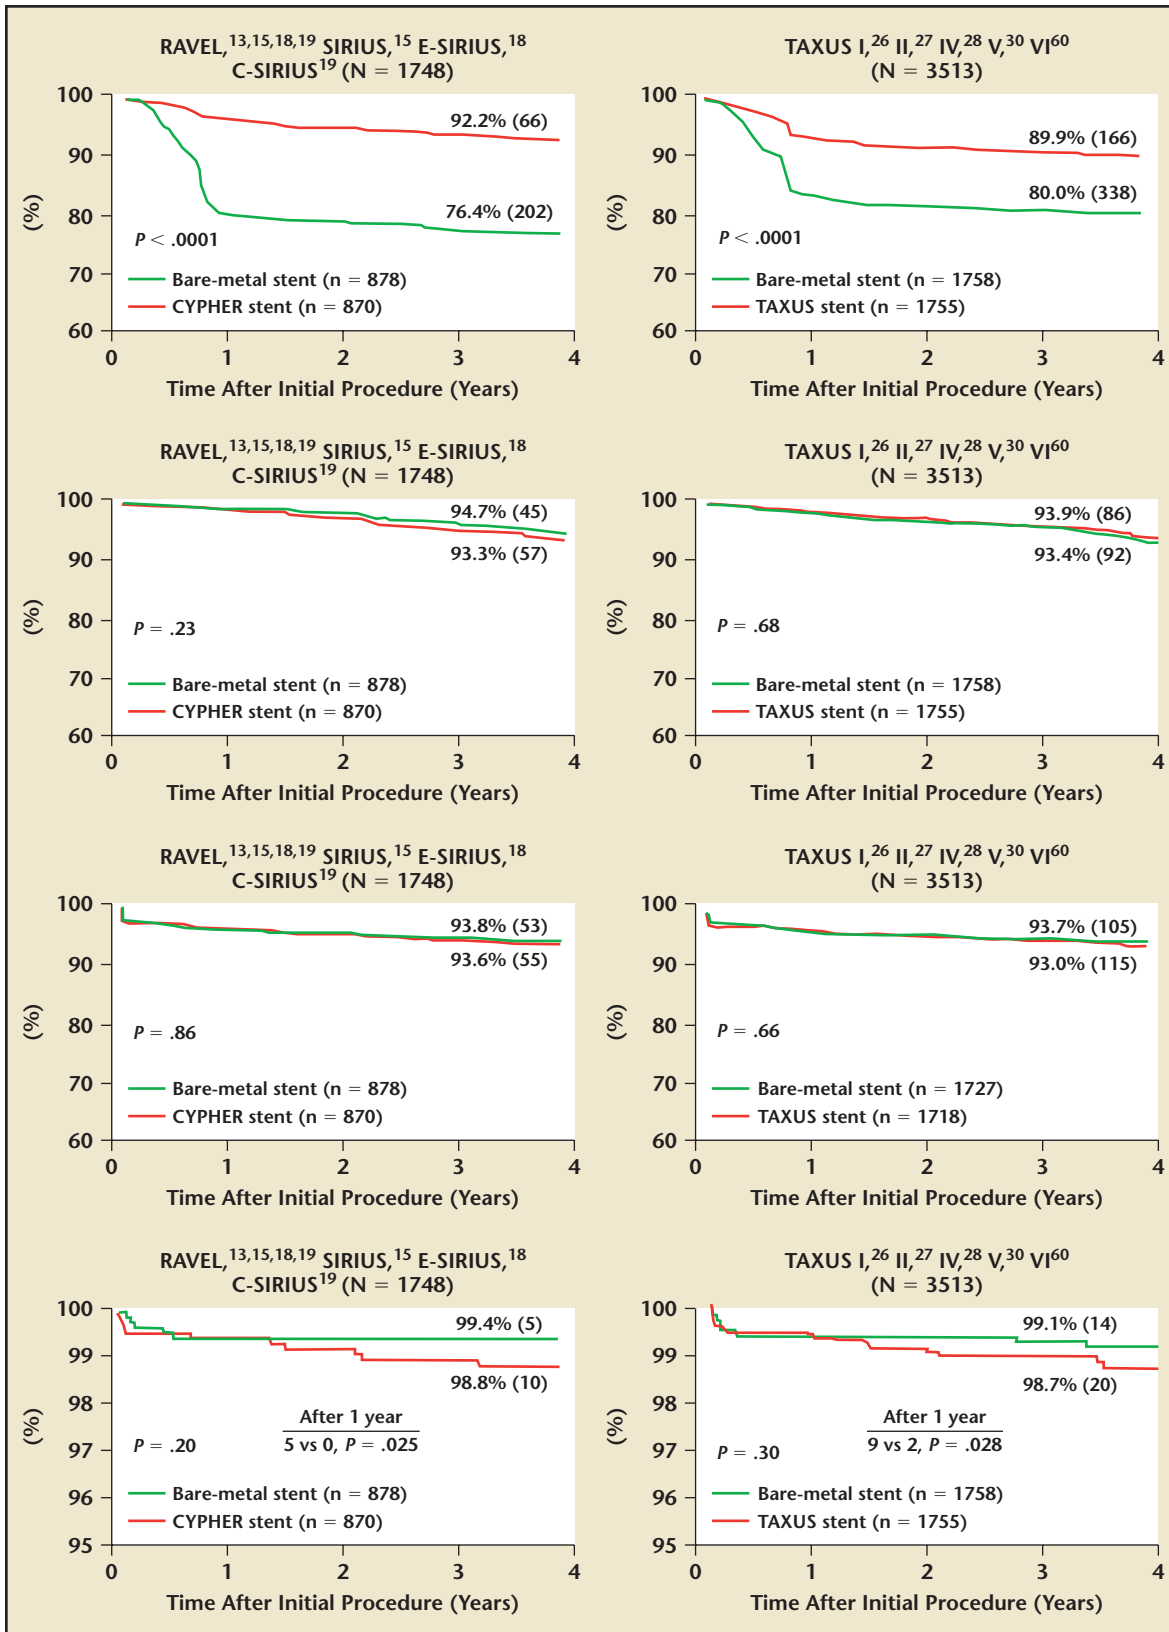 RAVEL,13,15,18,19 SIRIUS,15 E-SIRIUS,18
C-SIRIUS19 (N = 1748)
100
90
80
70
60
(%)
92.2% (66)
76.4% (202)
P < .0001
Bare-metal stent (n = 878)
CYPHER stent (n = 870)
0 1 2 3 4
Time After Initial Procedure (Years)
TAXUS I,26 II,27 IV,28 V,30 VI60
(N = 3513)
100
90
80
70
60
(%)
89.9% (166)
80.0% (338)
P < .0001
Bare-metal stent (n = 1758)
TAXUS stent (n = 1755)
0 1 2 3 4
Time After Initial Procedure (Years)
RAVEL,13,15,18,19 SIRIUS,15 E-SIRIUS,18
C-SIRIUS19 (N = 1748)
100
90
80
70
60
(%)
94.7% (45)
93.3% (57)
P = .23
Bare-metal stent (n = 878)
CYPHER stent (n = 870)
0 1 2 3 4
Time After Initial Procedure (Years)
TAXUS I,26 II,27 IV,28 V,30 VI60
(N = 3513)
100
90
80
70
60
(%)
93.9% (86)
93.4% (92)
P = .68
Bare-metal stent (n = 1758)
TAXUS stent (n = 1755)
0 1 2 3 4
Time After Initial Procedure (Years)
RAVEL,13,15,18,19 SIRIUS,15 E-SIRIUS,18
C-SIRIUS19 (N = 1748)
100
90
80
70
60
(%)
93.8% (53)
93.6% (55)
P = .86
Bare-metal stent (n = 878)
CYPHER stent (n = 870)
0 1 2 3 4
Time After Initial Procedure (Years)
TAXUS I,26 II,27 IV,28 V,30 VI60
(N = 3513)
100
90
80
70
60
(%)
93.7% (105)
93.0% (115)
P = .66
Bare-metal stent (n = 1727)
TAXUS stent (n = 1718)
0 1 2 3 4
Time After Initial Procedure (Years)
RAVEL,13,15,18,19 SIRIUS,15 E-SIRIUS,18
C-SIRIUS19 (N = 1748)
100
99
98
97
96
95
(%)
99.4% (5)
98.8% (10)
After 1 year
5 vs 0, P = .025
P = .20
Bare-metal stent (n = 878)
CYPHER stent (n = 870)
0 1 2 3 4
Time After Initial Procedure (Years)
TAXUS I,26 II,27 IV,28 V,30 VI60
(N = 3513)
100
99
98
97
96
95
(%)
99.1% (14)
98.7% (20)
After 1 year
9 vs 2, P = .028
P = .30
Bare-metal stent (n = 1758)
TAXUS stent (n = 1755)
0 1 2 3 4
Time After Initial Procedure (Years)